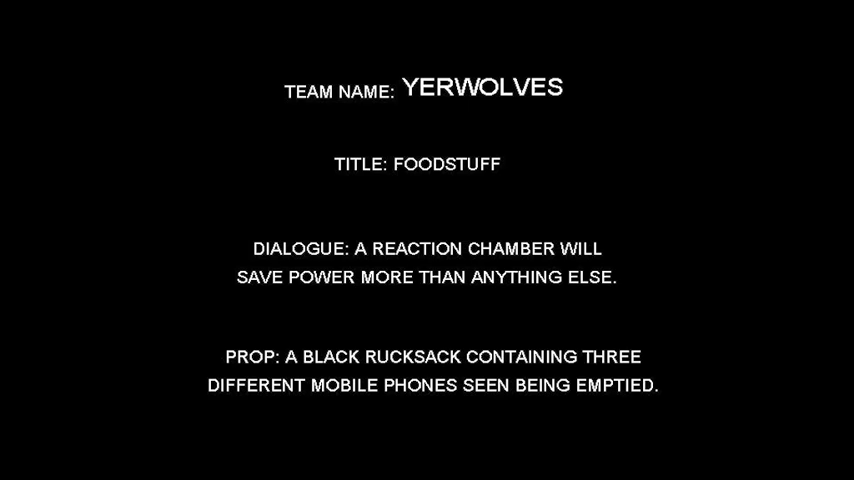 TEAM NAME: YERWOLVES
TITLE: FOODSTUFF
DIALOGUE: A REACTION CHAMBER WILL
SAVE POWER MORE THAN ANYTHING ELSE.
PROP: A BLACK RUCKSACK CONTAINING THREE
DIFFERENT MOBILE PHONES SEEN BEING EMPTIED.